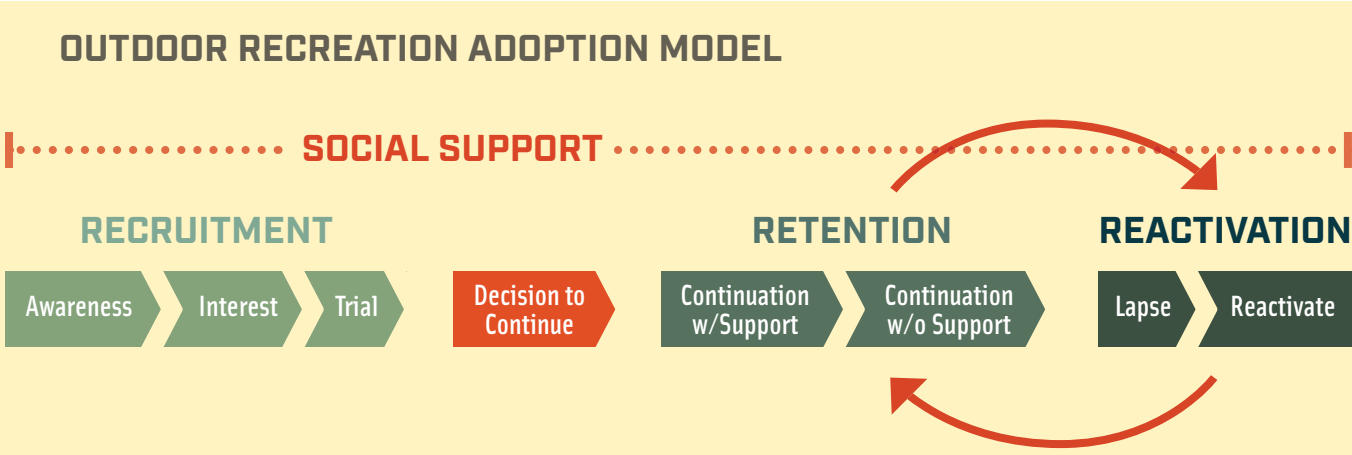 OUTDOOR RECREATION ADOPTION MODEL
SOCIAL SUPPORT
RECRUITMENT
RETENTION
REACTIVATION
Awareness
Interest
Trial
Decision to
Continue
Continuation
w/Support
Continuation
w/o Support
Lapse
Reactivate